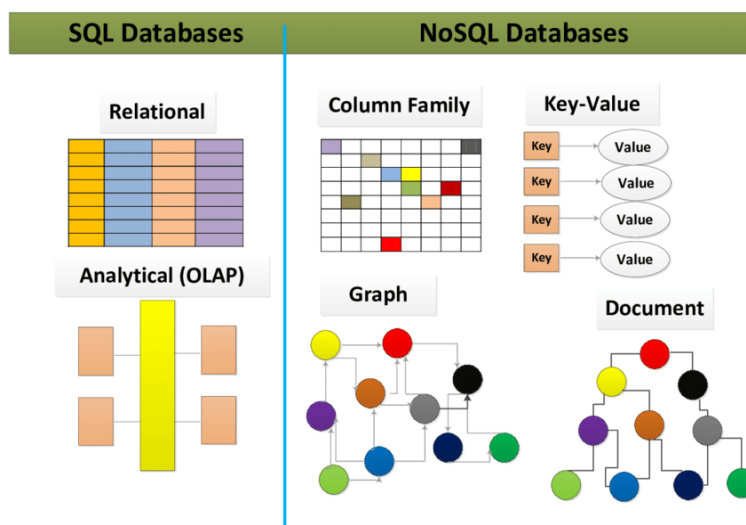 SQL Databases
NoSQL Databases
Relational
Analytical (OLAP)
Column Family
Key-Value
Key
Value
Key
Value
Key
Value
Key
Value
Graph
Document